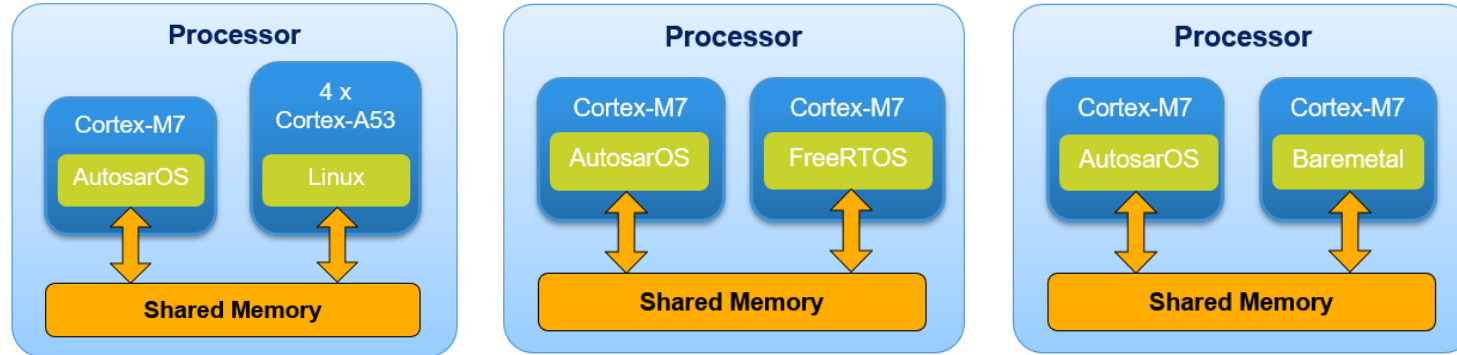 Processor
Cortex-M7
AutosarOS
4 x
Cortex-A53
Linux
Shared Memory
Processor
Cortex-M7
AutosarOS
Cortex-M7
FreeRTOS
Shared Memory
Processor
Cortex-M7
AutosarOS
Cortex-M7
Baremetal
Shared Memory